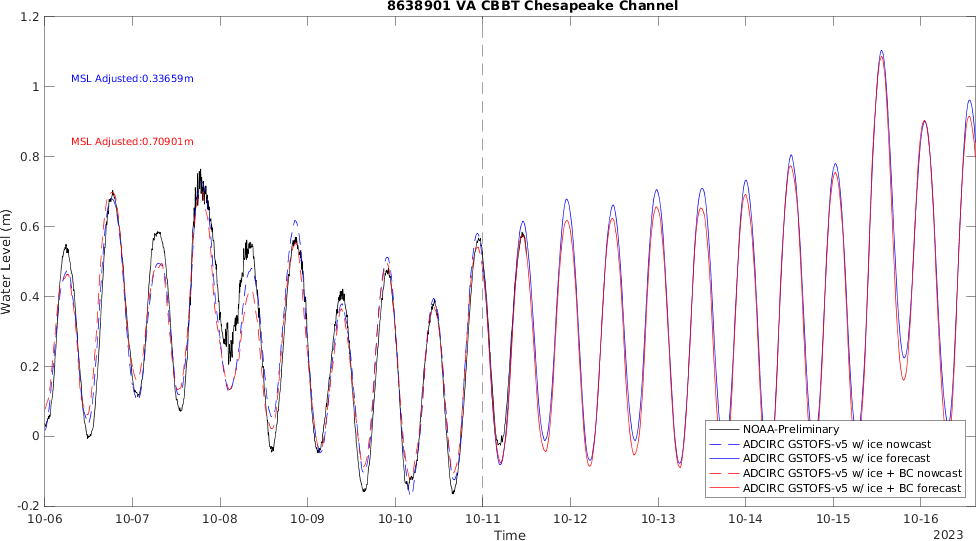 8638901 VA CBBT Chesapeake Channel
1.2
1
0.8
0.6
0.4
0.2
0
-0.2
Water Level (m)
MSL Adjusted:0.33659m
MSL Adjusted:0.70901m
NOAA-Preliminary
ADCIRC GSTOFS-v5 w/ ice nowcast
ADCIRC GSTOFS-v5 w/ ice forecast
ADCIRC GSTOFS-v5 w/ ice + BC nowcast
ADCIRC GSTOFS-v5 w/ ice + BC forecast
10-06 10-07 10-08 10-09 10-10 10-11 10-12 10-13 10-14 10-15 10-16
Time
2023